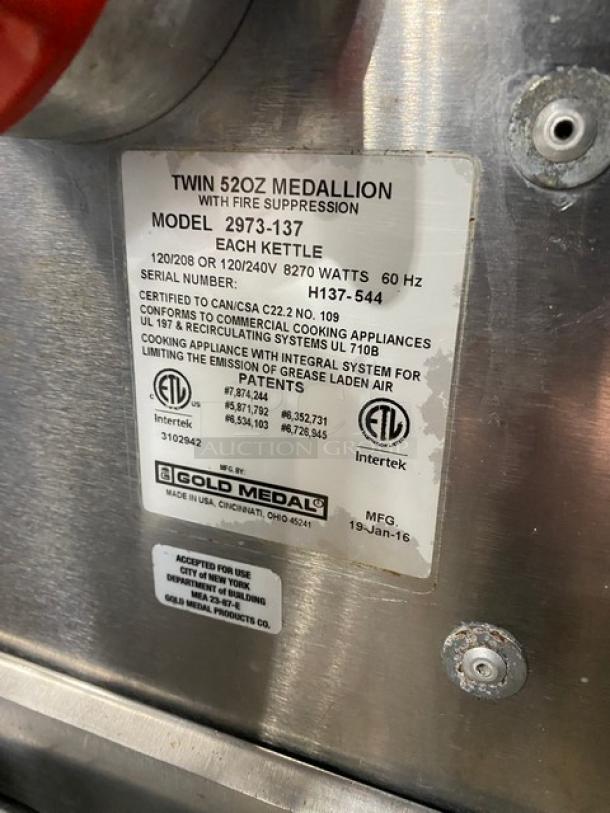 TWIN 52OZ MEDALLION
WITH FIRE SUPPRESSION
MODEL 2973-137
EACH KETTLE
120/208 OR 120/240V 8270 WATTS 60 Hz
SERIAL NUMBER: H137-544
CERTIFIED TO CAN/CSA C22.2 NO. 109
CONFORMS TO COMMERCIAL COOKING APPLIANCES
UL 197 & RECIRCULATING SYSTEMS UL 710B
COOKING APPLIANCE WITH INTEGRAL SYSTEM FOR
LIMITING THE EMISSION OF GREASE LADEN AIR
PATENTS
#7,874,244
#5,871,792 #6,352,731
#6,534,103 #6,726,945
C ETL US
Intertek
3102942
ETL
Intertek
AUCTION GROUP
MFG. BY:
GOLD MEDAL
MADE IN USA, CINCINNATI, OHIO 45241
MFG.
19-Jan-16
ACCEPTED FOR USE
CITY of NEW YORK
DEPARTMENT of BUILDING
MEA 23-87-E
GOLD MEDAL PRODUCTS CO.